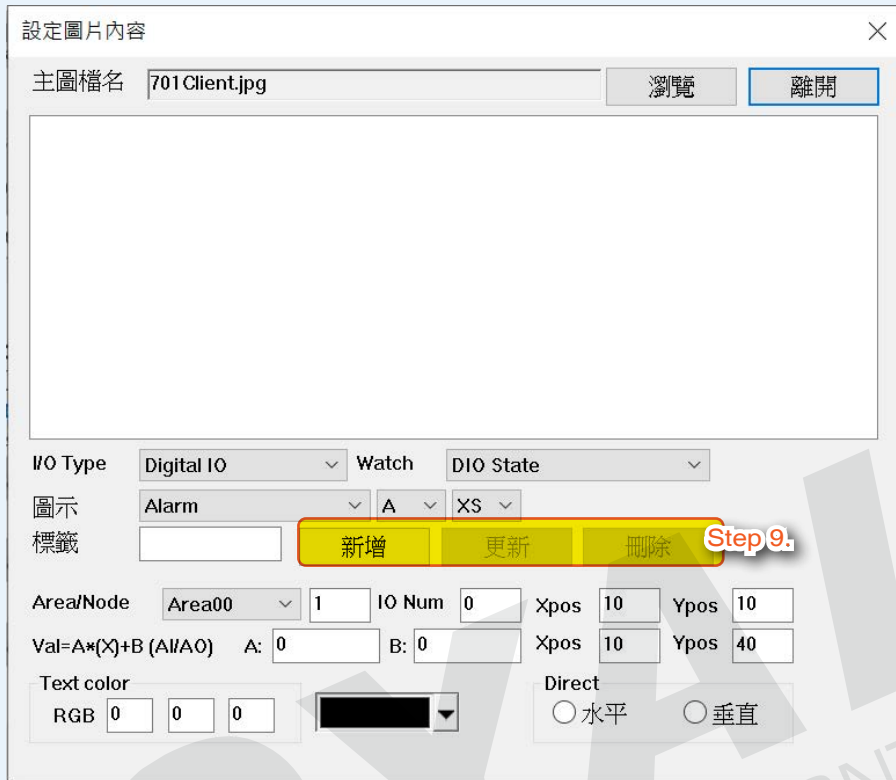 設定圖片內容
主圖檔名 701Client.jpg 瀏覽 離開
I/O Type Digital IO Watch DIO State
圖示 Alarm A XS
標籤 新增 更新 刪除 Step 9.
Area/Node Area00 1 IO Num 0 Xpos 10 Ypos 10
Val=A*(X)+B (AI/AO) A: 0 B: 0 Xpos 10 Ypos 40
Text color Direct
RGB 0 0 0 水平 垂直